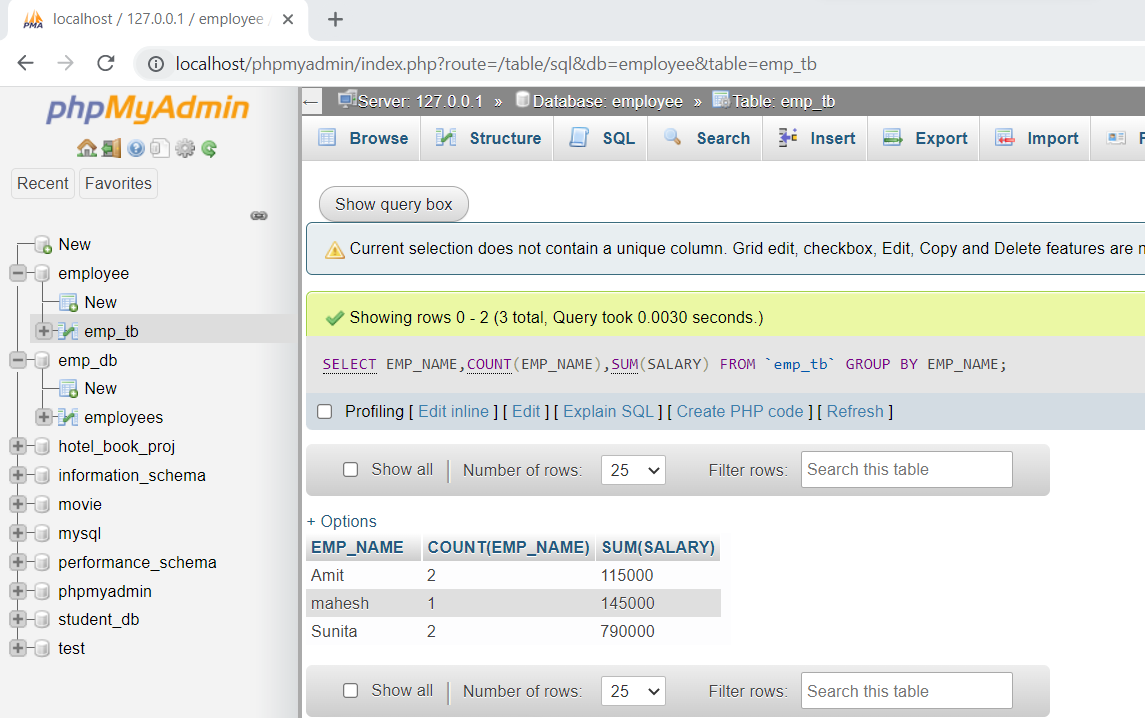 localhost / 127.0.0.1 / employee /
localhost/phpmyadmin/index.php?route=/table/sql&db=employee&table=emp_tb
PMA
phpMyAdmin
Recent
Favorites
New
employee
New
emp_tb
emp_db
New
employees
hotel_book_proj
information_schema
movie
mysql
performance_schema
phpmyadmin
student_db
test
Server: 127.0.0.1 » Database: employee » Table: emp_tb
Browse Structure SQL Search Insert Export Import
Show query box
Current selection does not contain a unique column. Grid edit, checkbox, Edit, Copy and Delete features are
Showing rows 0 - 2 (3 total, Query took 0.0030 seconds.)
SELECT EMP_NAME,COUNT(EMP_NAME),SUM(SALARY) FROM `emp_tb` GROUP BY EMP_NAME;
Profiling [ Edit inline ] [ Edit ] [ Explain SQL ] [ Create PHP code ] [ Refresh ]
Show all | Number of rows: 25 Filter rows: Search this table
+ Options
EMP_NAME COUNT(EMP_NAME) SUM(SALARY)
Amit 2 115000
mahesh 1 145000
Sunita 2 790000
Show all | Number of rows: 25 Filter rows: Search this table